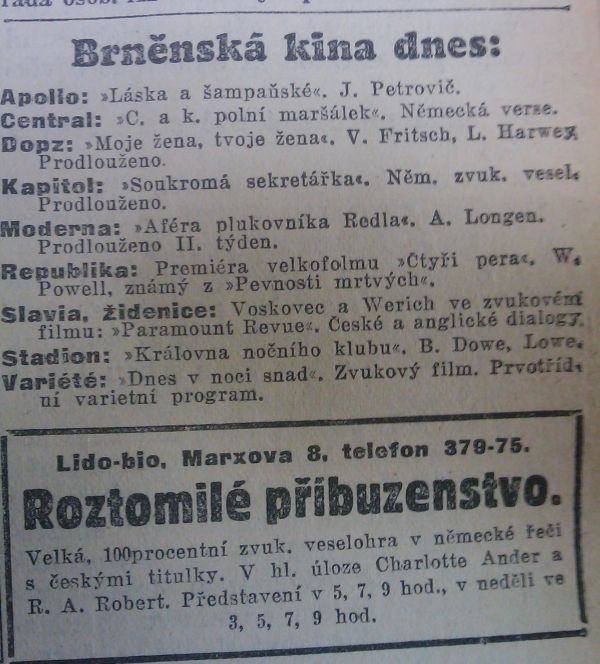 Brněnská kina dnes:
Apollo: »Láska a šampaňské«. J. Petrovič.
Central: »C. a k. polní maršálek«. Německá verse.
Dopz: »Moje žena, tvoje žena«. V. Fritsch, L. Harwey.
Prodlouženo.
Kapitol: »Soukromá sekretářka«. Něm. zvuk. vesel.
Prodlouženo.
Moderna: »Aféra plukovníka Redla«. A. Longen.
Prodlouženo II. týden.
Republika: Premiéra velkofolmu »Čtyři pera«. W.
Powell, známý z »Pevnosti mrtvých«.
Slavia, židenice: Voskovec a Werich ve zvukovém
filmu: »Paramount Revue«. České a anglické dialogy.
Stadion: »Královna nočního klubu«. B. Dowe, Lowe.
Variété: »Dnes v noci snad«. Zvukový film. Prvotříd-
ní varietní program.
Lido-bio, Marxova 8, telefon 379-75.
Roztomilé příbuzenstvo.
Velká, 100procentní zvuk. veselohra v německé řeči
s českými titulky. V hl. úloze Charlotte Ander a
R. A. Robert. Představení v 5, 7, 9 hod., v neděli ve
3, 5, 7, 9 hod.